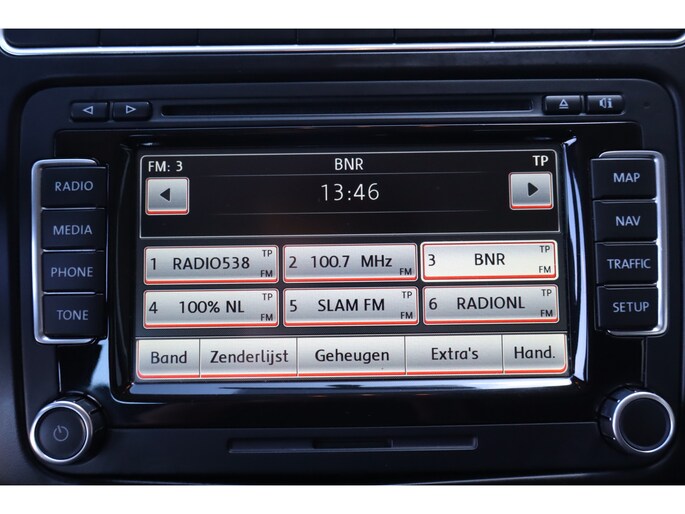 FM: 3 BNR TP
13:46
1 RADIO538 TP FM
2 100.7 MHz FM
3 BNR TP FM
4 100% NL TP FM
5 SLAM FM TP FM
6 RADIONL TP FM
Band Zenderlijst Geheugen Extra's Hand.
RADIO
MEDIA
PHONE
TONE
MAP
NAV
TRAFFIC
SETUP